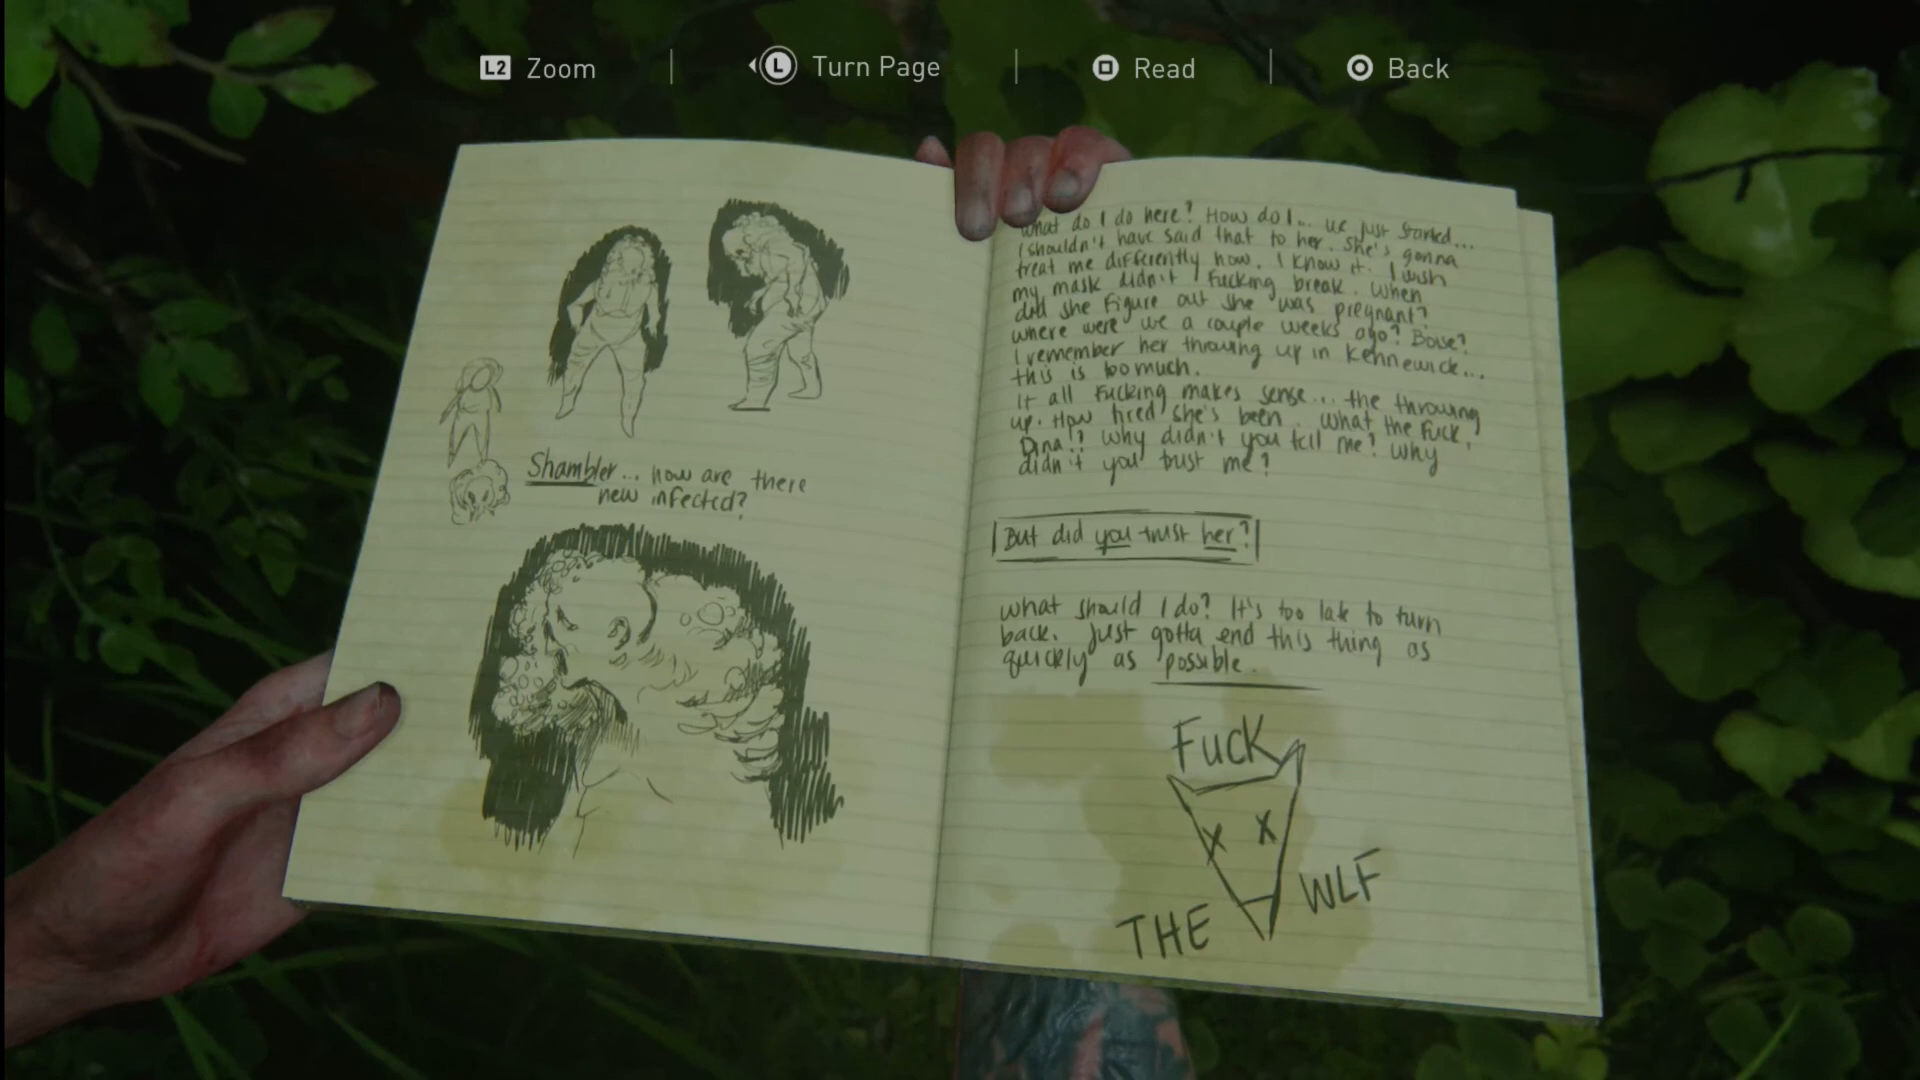 L2 Zoom
L Turn Page
Read
Back
Shambler... how are there
new infected?
what do I do here? How do I... we just started...
I shouldn't have said that to her. She's gonna
treat me differently now. I know it. I wish
my mask didn't fucking break. When
did she figure out she was pregnant?
where were we a couple weeks ago? Boise?
I remember her throwing up in Kennewick...
this is too much.
It all fucking makes sense... the throwing
up. How tired she's been. What the fuck,
Dina!? Why didn't you tell me? Why
didn't you trust me?
But did you trust her?
what should I do? It's too late to turn
back. Just gotta end this thing as
quickly as possible.
Fuck
THE
WLF